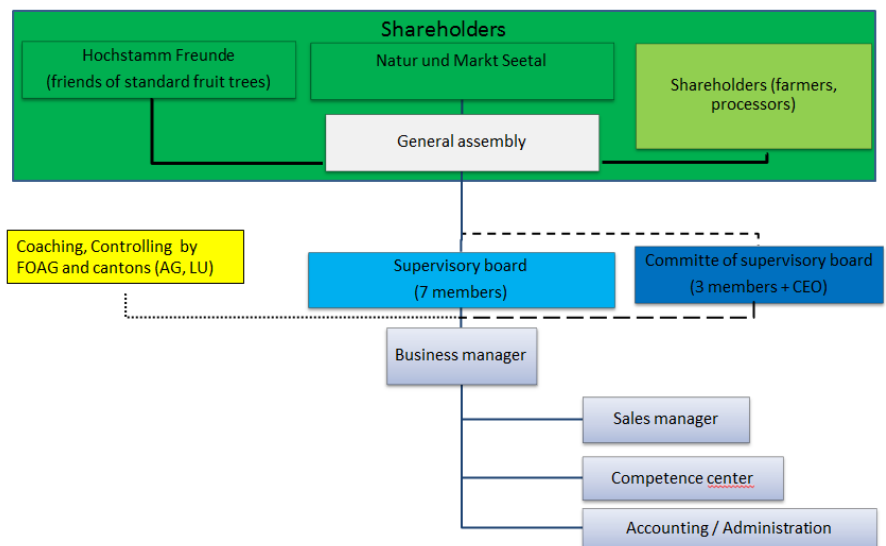 Shareholders
Hochstamm Freunde
(friends of standard fruit trees)
Natur und Markt Seetal
Shareholders (farmers,
processors)
General assembly
Coaching, Controlling by
FOAG and cantons (AG, LU)
Supervisory board
(7 members)
Committe of supervisory board
(3 members + CEO)
Business manager
Sales manager
Competence center
Accounting / Administration